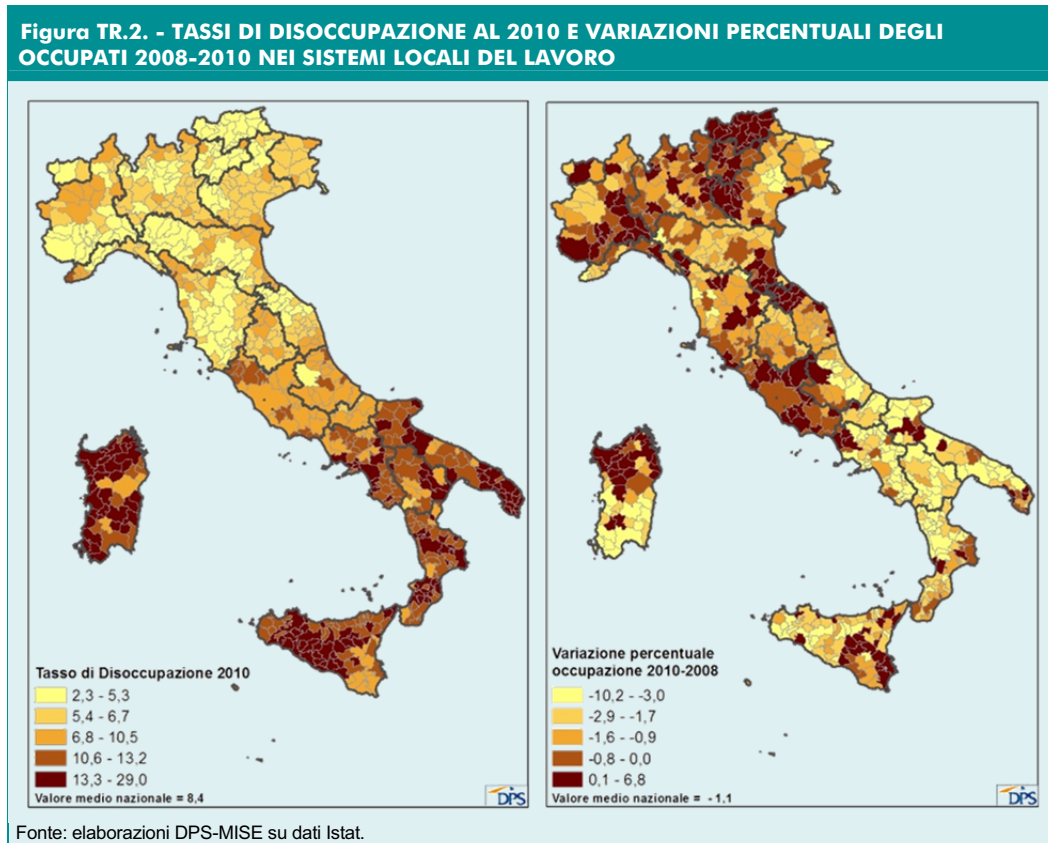 Figura TR.2. - TASSI DI DISOCCUPAZIONE AL 2010 E VARIAZIONI PERCENTUALI DEGLI
OCCUPATI 2008-2010 NEI SISTEMI LOCALI DEL LAVORO
Tasso di Disoccupazione 2010
2,3 - 5,3
5,4 - 6,7
6,8 - 10,5
10,6 - 13,2
13,3 - 29,0
Valore medio nazionale = 8,4
DPS
Variazione percentuale
occupazione 2010-2008
-10,2 - -3,0
-2,9 - -1,7
-1,6 - -0,9
-0,8 - 0,0
0,1 - 6,8
Valore medio nazionale = - 1,1
DPS
Fonte: elaborazioni DPS-MISE su dati Istat.